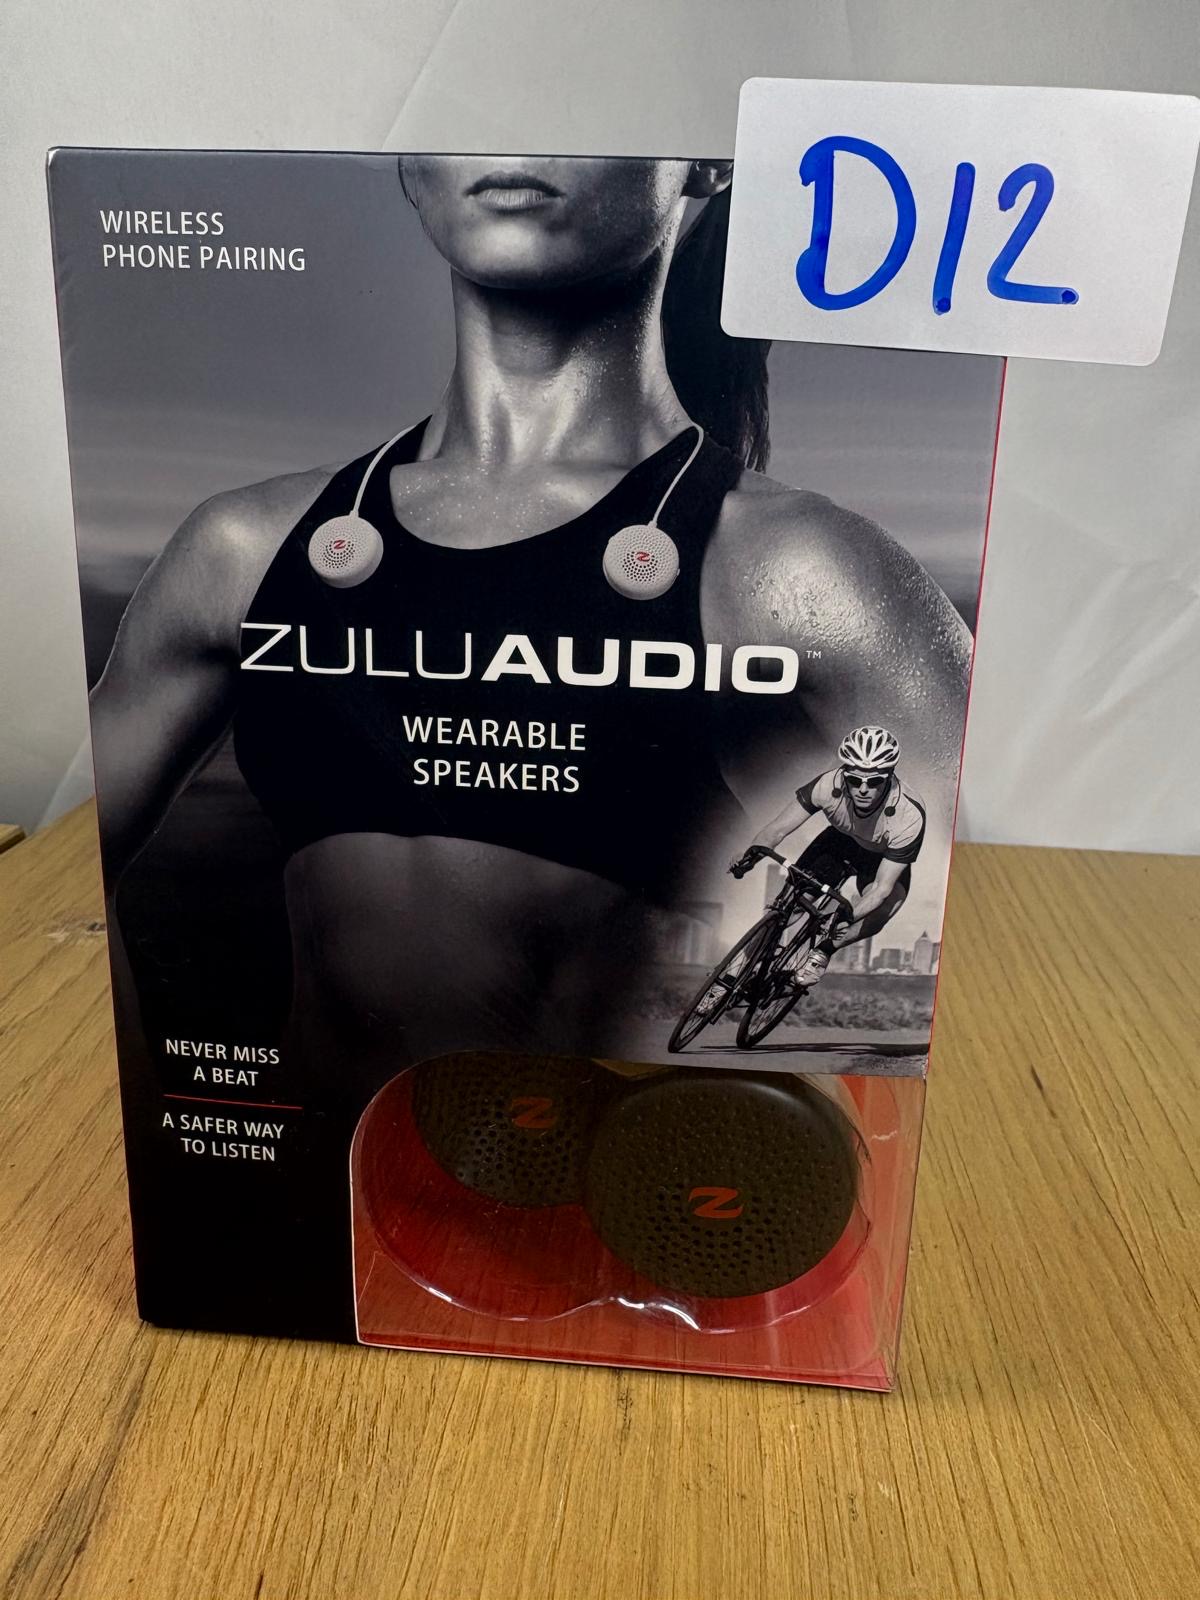 D12
WIRELESS
PHONE PAIRING
Z
Z
ZULUAUDIO™
WEARABLE
SPEAKERS
NEVER MISS
A BEAT
A SAFER WAY
TO LISTEN
Z
Z